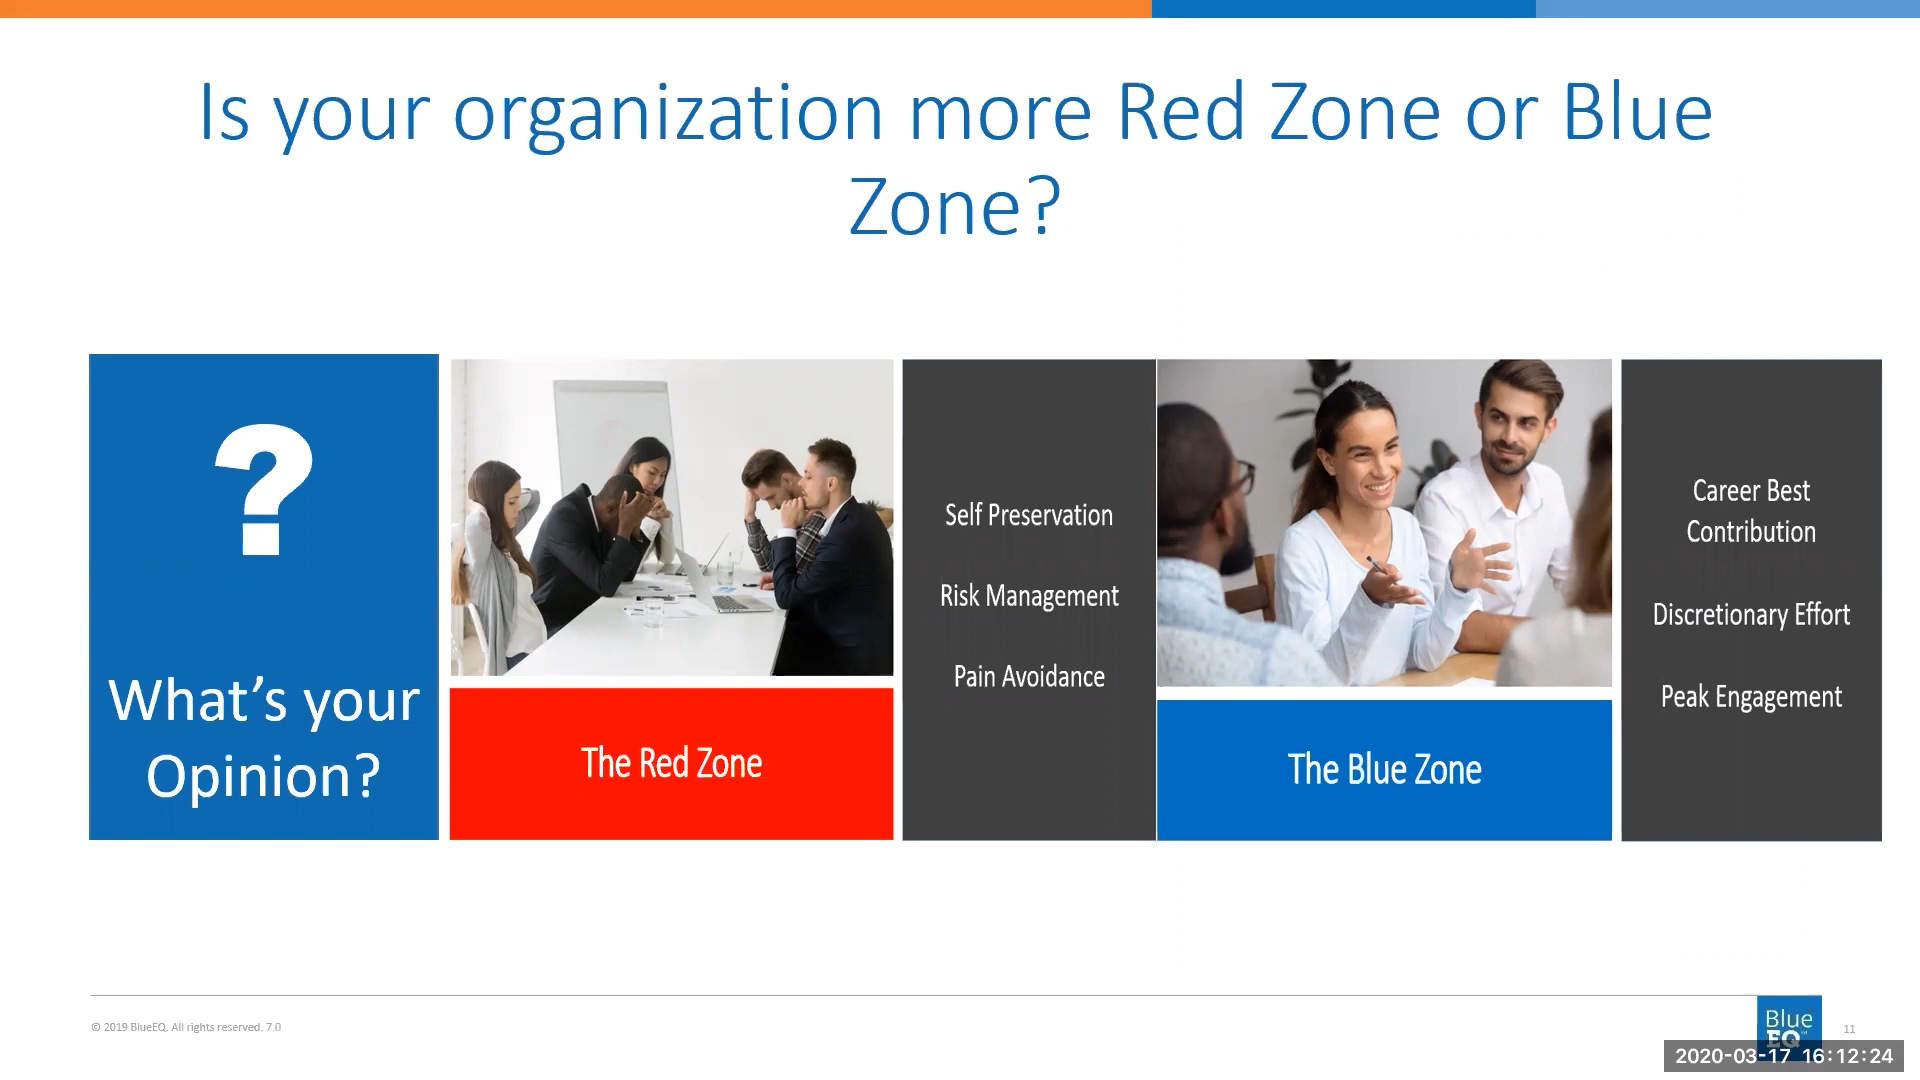 Is your organization more Red Zone or Blue
Zone?
?
What’s your
Opinion?
The Red Zone
Self Preservation
Risk Management
Pain Avoidance
The Blue Zone
Career Best
Contribution
Discretionary Effort
Peak Engagement
© 2019 BlueEQ. All rights reserved. 7.0
Blue
EQ™
11
2020-03-17 16:12:24